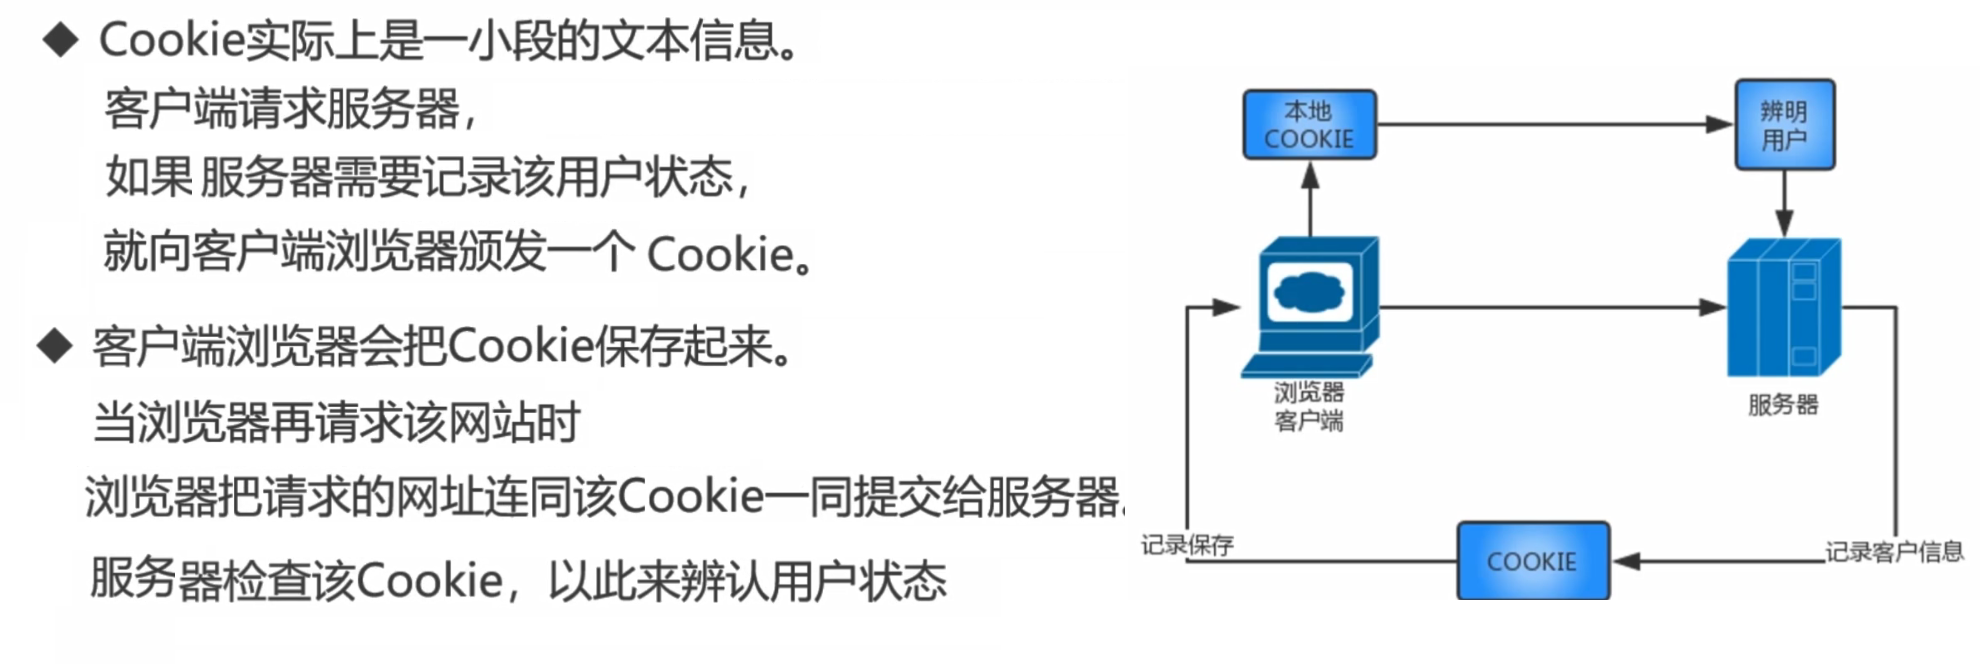 Cookie实际上是一小段的文本信息。
客户端请求服务器，
如果 服务器需要记录该用户状态，
就向客户端浏览器颁发一个 Cookie。
客户端浏览器会把Cookie保存起来。
当浏览器再请求该网站时
浏览器把请求的网址连同该Cookie一同提交给服务器.
服务器检查该Cookie，以此来辨认用户状态
本地
COOKIE
辨明
用户
浏览器
客户端
服务器
记录保存
COOKIE
记录客户信息